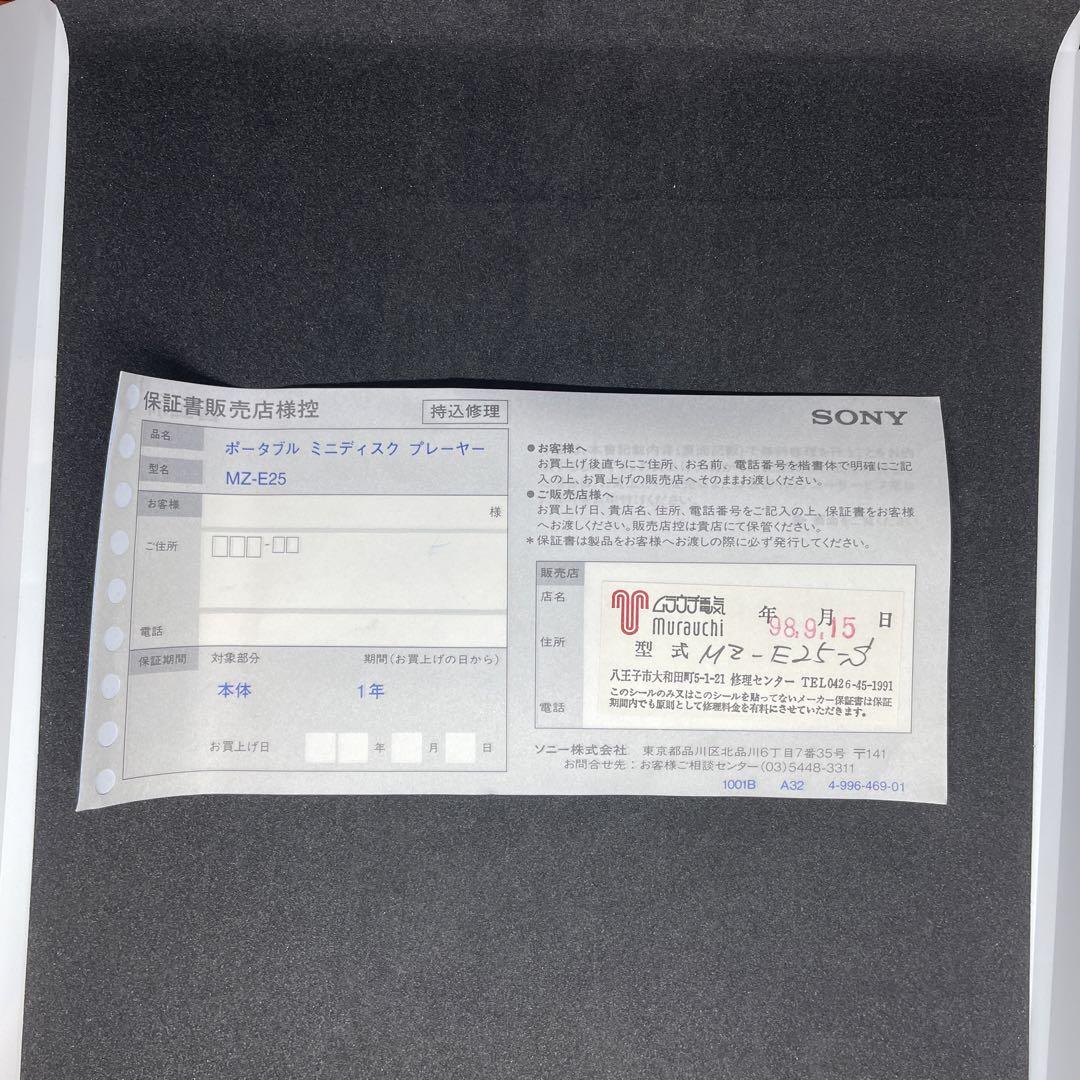 保証書販売店様控
持込修理
品名
ポータブル ミニディスク プレーヤー
型名
MZ-E25
お客様
様
ご住所
-
電話
保証期間
対象部分
期間(お買上げの日から)
本体
1年
お買上げ日
年
月
日
SONY
●お客様へ
お買上げ後直ちにご住所、お名前、電話番号を楷書体で明確にご記
入の上、お買上げの販売店へそのままお渡しください。
●ご販売店様へ
お買上げ日、貴店名、住所、電話番号をご記入の上、保証書をお客様
へお渡しください。販売店控は貴店にて保管ください。
*保証書は製品をお客様へお渡しの際に必ず発行してください。
販売店
店名
住所
電話
ムラウチ電気
Murauchi
年 月 日
98.9.15
型 式 MZ-E25-S
八王子市大和田町5-1-21 修理センター TEL0426-45-1991
このシールのみ又はこのシールを貼ってないメーカー保証書は保証
期間内でも原則として修理料金を有料にさせていただきます。
ソニー株式会社 東京都品川区北品川6丁目7番35号 〒141
お問合せ先:お客様ご相談センター(03)5448-3311
1001B A32 4-996-469-01